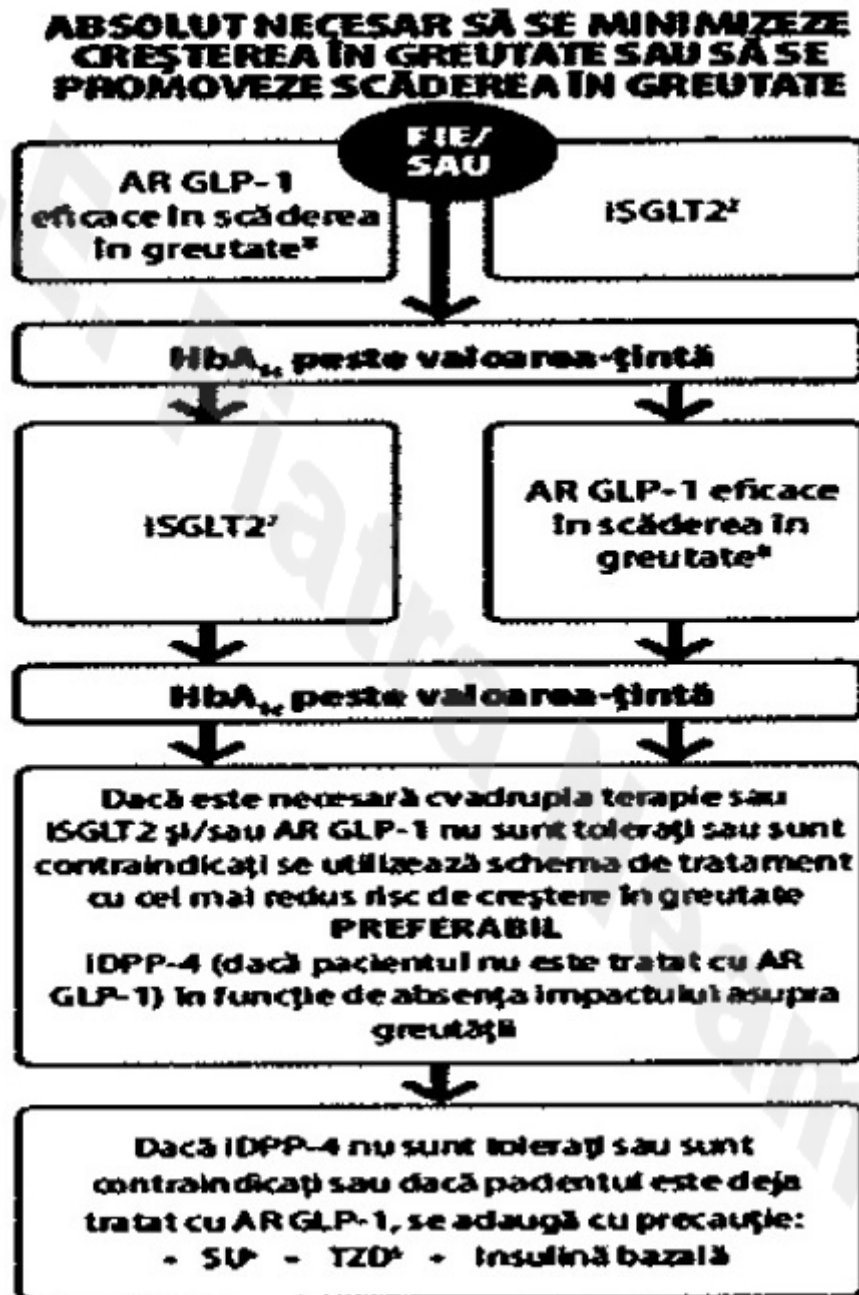 ABSOLUT NECESAR SĂ SE MINIMIZEZE
CREȘTEREA ÎN GREUTATE SAU SĂ SE
PROMOVEZE SCĂDEREA ÎN GREUTATE
FIE/
SAU
AR GLP-1
eficace în scăderea
în greutate*
iSGLT2²
HbA₁c peste valoarea-țintă
iSGLT2²
AR GLP-1 eficace
în scăderea în
greutate*
HbA₁c peste valoarea-țintă
Dacă este necesară cvadrupla terapie sau
iSGLT2 și/sau AR GLP-1 nu sunt tolerați sau sunt
contraindicați se utilizează schema de tratament
cu cel mai redus risc de creștere în greutate
PREFERABIL
iDPP-4 (dacă pacientul nu este tratat cu AR
GLP-1) în funcție de absența impactului asupra
greutății
Dacă iDPP-4 nu sunt tolerați sau sunt
contraindicați sau dacă pacientul este deja
tratat cu AR GLP-1, se adaugă cu precauție:
- SU - TZD - Insulină bazală
E. Piatra Neam